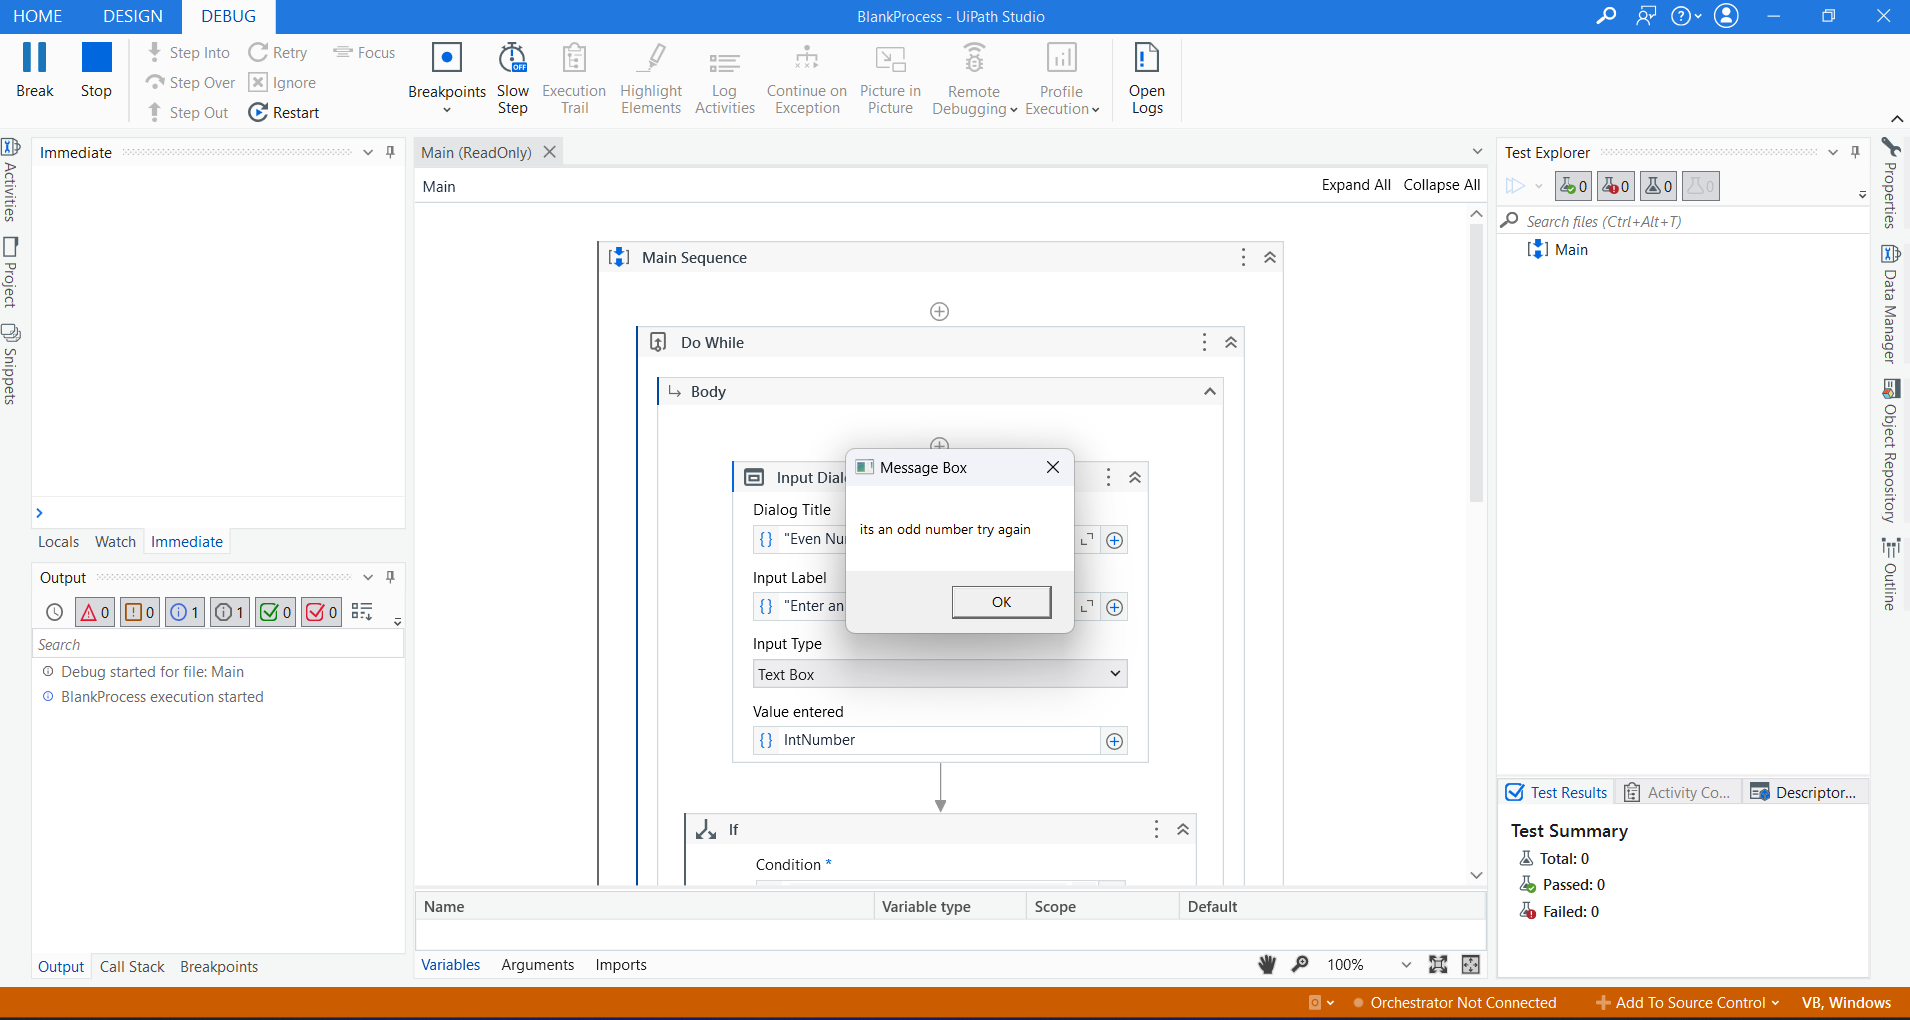 HOME DESIGN DEBUG
BlankProcess - UiPath Studio
Break
Stop
Step Into
Step Over
Step Out
Retry
Ignore
Restart
Focus
Breakpoints
Slow
Step
OFF
Execution
Trail
Highlight
Elements
Log
Activities
Continue on
Exception
Picture in
Picture
Remote
Debugging
Profile
Execution
Open
Logs
Activities
Project
Snippets
Immediate
Locals Watch Immediate
Output
0 0 1 1 0 0
Search
Debug started for file: Main
BlankProcess execution started
Output Call Stack Breakpoints
Main (ReadOnly)
Main
Expand All Collapse All
Main Sequence
Do While
Body
Input Dial
Dialog Title
{} "Even Nu
Input Label
{} "Enter an
Input Type
Text Box
Value entered
{} IntNumber
If
Condition *
Message Box
its an odd number try again
OK
Name Variable type Scope Default
Variables Arguments Imports
100%
Test Explorer
0 0 0 0
Search files (Ctrl+Alt+T)
Main
Test Results Activity Co... Descriptor...
Test Summary
Total: 0
Passed: 0
Failed: 0
Properties
Data Manager
Object Repository
Outline
Orchestrator Not Connected
Add To Source Control
VB, Windows